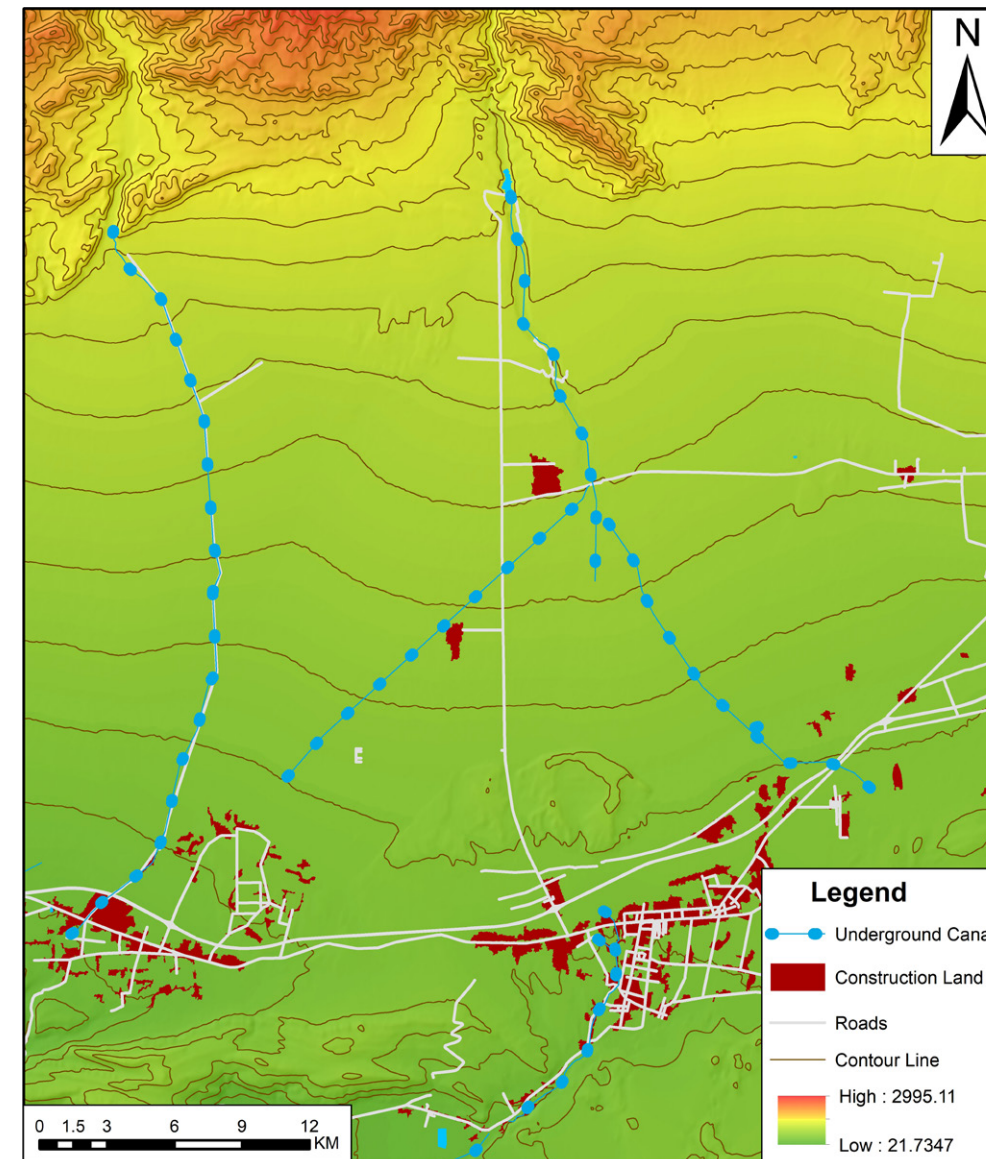 N
Legend
Underground Cana
Construction Land
Roads
Contour Line
High : 2995.11
Low : 21.7347
0 1.5 3 6 9 12
KM